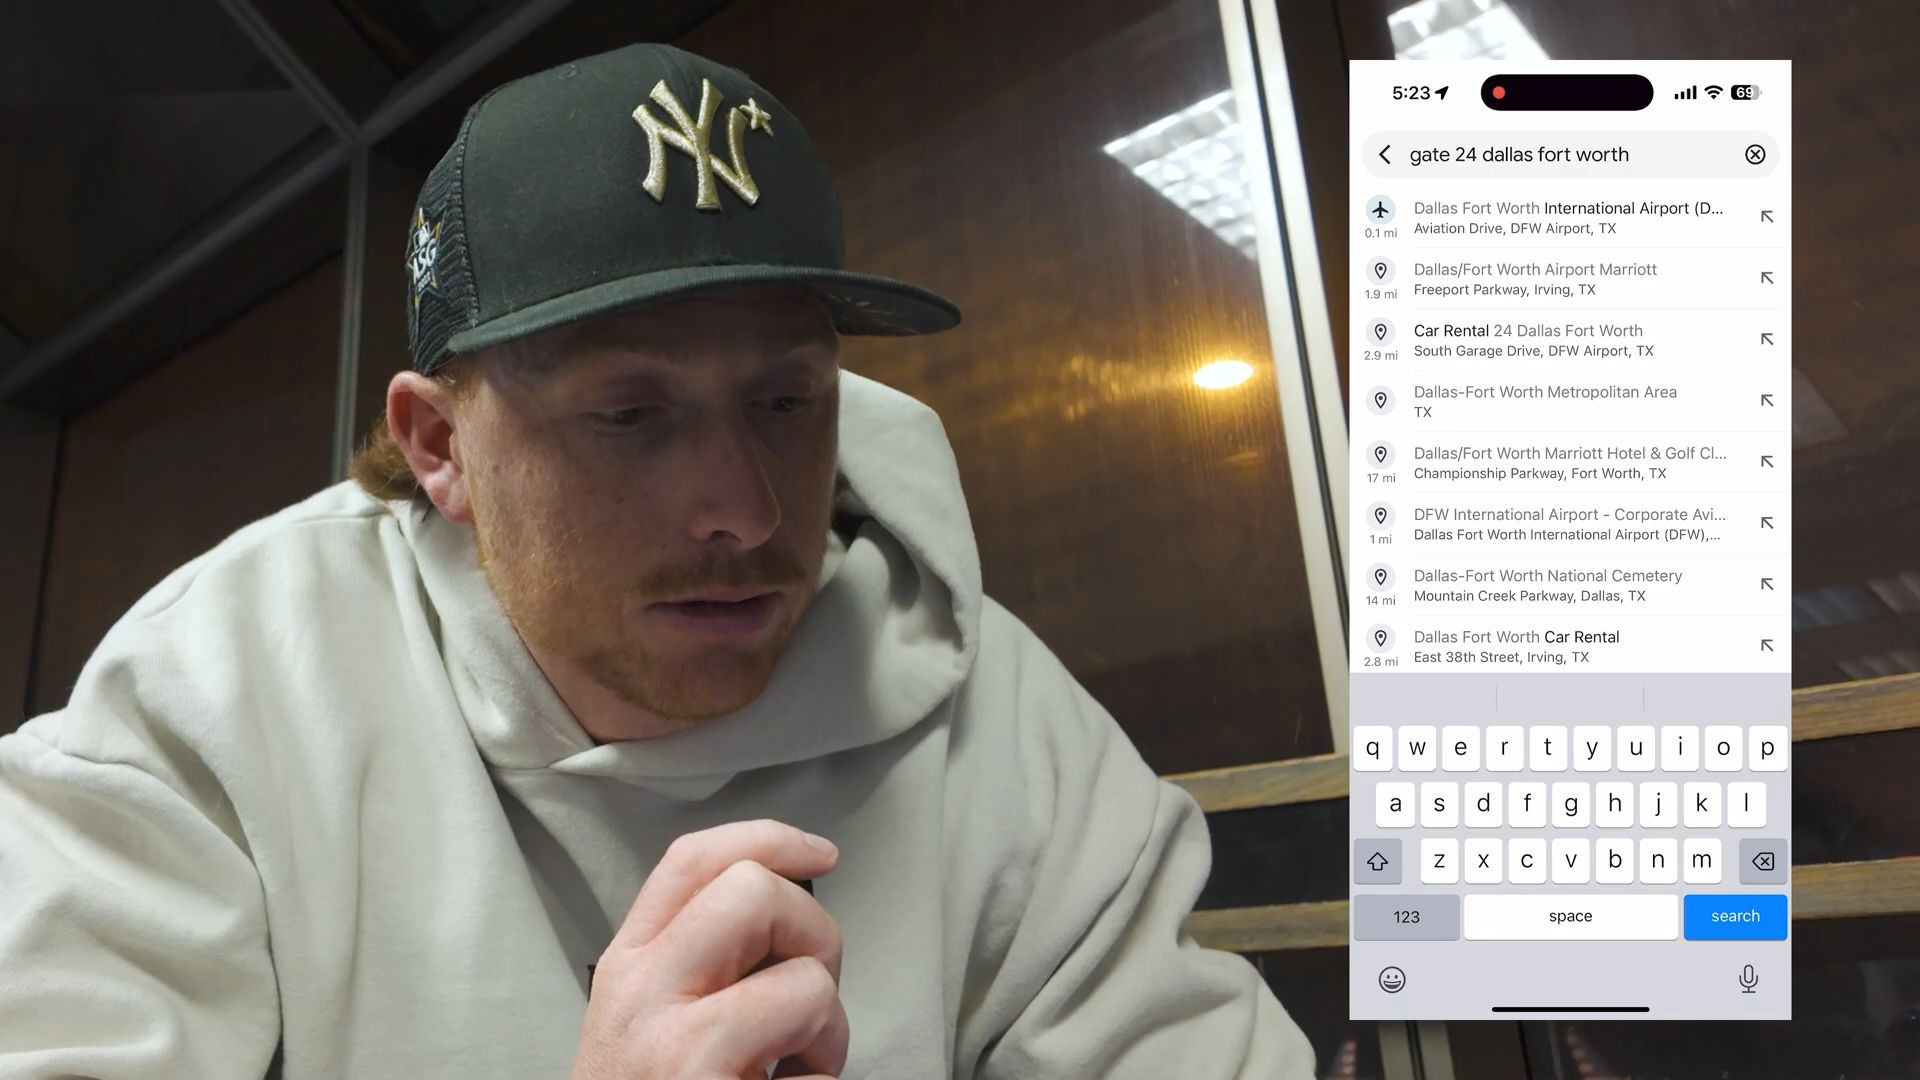 NY
ASG
5:23
69
gate 24 dallas fort worth
Dallas Fort Worth International Airport (D...
0.1 mi
Aviation Drive, DFW Airport, TX
Dallas/Fort Worth Airport Marriott
1.9 mi
Freeport Parkway, Irving, TX
Car Rental 24 Dallas Fort Worth
2.9 mi
South Garage Drive, DFW Airport, TX
Dallas-Fort Worth Metropolitan Area
TX
Dallas/Fort Worth Marriott Hotel & Golf Cl...
17 mi
Championship Parkway, Fort Worth, TX
DFW International Airport - Corporate Avi...
1 mi
Dallas Fort Worth International Airport (DFW),...
Dallas-Fort Worth National Cemetery
14 mi
Mountain Creek Parkway, Dallas, TX
Dallas Fort Worth Car Rental
2.8 mi
East 38th Street, Irving, TX
q w e r t y u i o p
a s d f g h j k l
z x c v b n m
123 space search